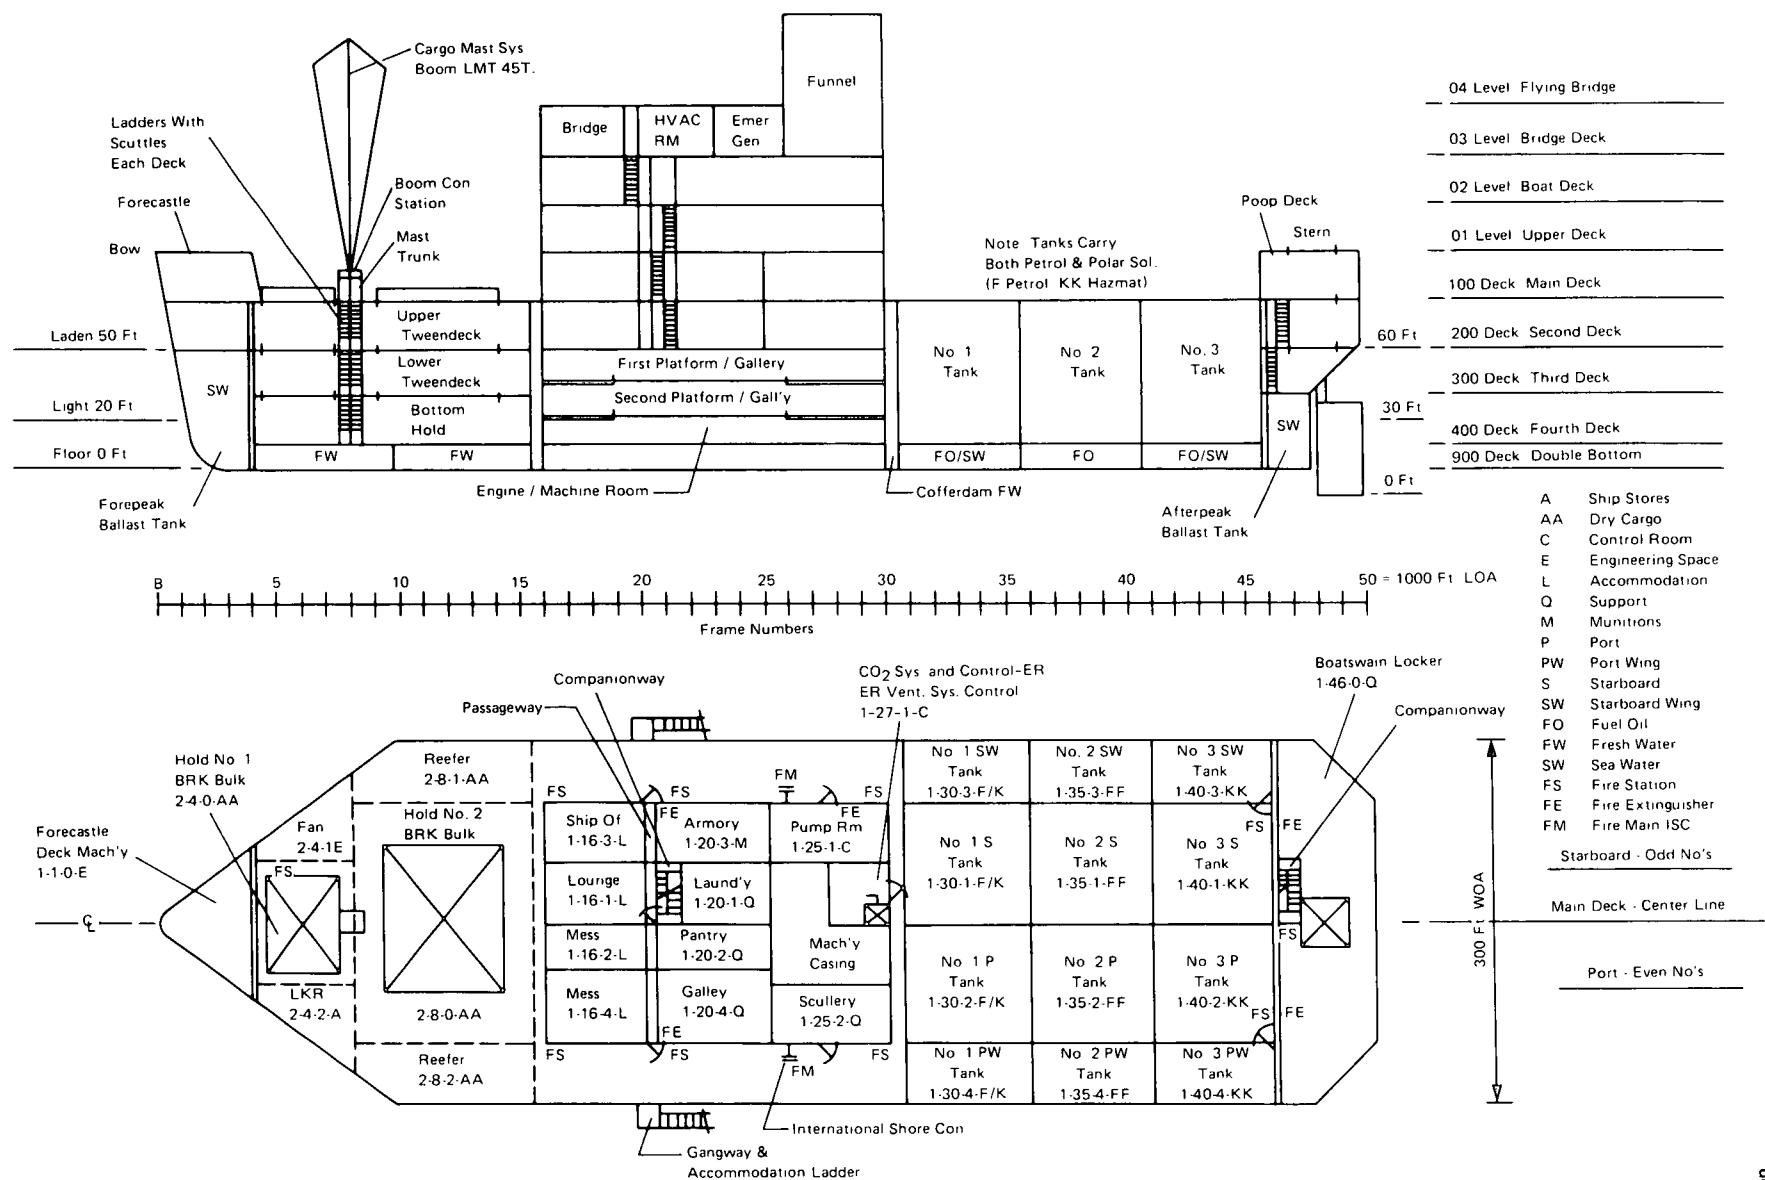 Cargo Mast Sys
Boom LMT 45T.
Funnel
Ladders With
Scuttles
Each Deck
Bridge
HVAC
RM
Emer
Gen
Boom Con
Station
Forecastle
Mast
Trunk
Bow
Poop Deck
Stern
Note Tanks Carry
Both Petrol & Polar Sol.
(F Petrol KK Hazmat)
04 Level Flying Bridge
03 Level Bridge Deck
02 Level Boat Deck
01 Level Upper Deck
100 Deck Main Deck
200 Deck Second Deck
300 Deck Third Deck
400 Deck Fourth Deck
900 Deck Double Bottom
Laden 50 Ft
Light 20 Ft
Floor 0 Ft
60 Ft
30 Ft
0 Ft
Upper
Tweendeck
Lower
Tweendeck
Bottom
Hold
SW
FW
FW
First Platform / Gallery
Second Platform / Gall'y
No. 1
Tank
No. 2
Tank
No. 3
Tank
FO/SW
FO
FO/SW
SW
Engine / Machine Room
Cofferdam FW
Forepeak
Ballast Tank
Afterpeak
Ballast Tank
A Ship Stores
AA Dry Cargo
C Control Room
E Engineering Space
L Accommodation
Q Support
M Munitions
P Port
PW Port Wing
S Starboard
SW Starboard Wing
FO Fuel Oil
FW Fresh Water
SW Sea Water
FS Fire Station
FE Fire Extinguisher
FM Fire Main ISC
Starboard - Odd No's
Main Deck - Center Line
Port - Even No's
B 5 10 15 20 25 30 35 40 45 50 = 1000 Ft LOA
Frame Numbers
Companionway
Passageway
CO2 Sys and Control-ER
ER Vent. Sys. Control
1-27-1-C
Boatswain Locker
1-46-0-Q
Companionway
Hold No 1
BRK Bulk
2-4-0-AA
Forecastle
Deck Mach'y
1-1-0-E
CL
Fan
2-4-1E
FS
LKR
2-4-2-A
Reefer
2-8-1-AA
Hold No. 2
BRK Bulk
2-8-0-AA
Reefer
2-8-2-AA
FS
FS
FM
FS
FE
FE
Ship Of
1-16-3-L
Armory
1-20-3-M
Pump Rm
1-25-1-C
Lounge
1-16-1-L
Laund'y
1-20-1-Q
Mess
1-16-2-L
Pantry
1-20-2-Q
Mach'y
Casing
Mess
1-16-4-L
Galley
1-20-4-Q
Scullery
1-25-2-Q
FE
FS
FS
FM
FS
No 1 SW
Tank
1-30-3-F/K
No. 2 SW
Tank
1-35-3-FF
No. 3 SW
Tank
1-40-3-KK
No 1 S
Tank
1-30-1-F/K
No 2 S
Tank
1-35-1-FF
No 3 S
Tank
1-40-1-KK
No 1 P
Tank
1-30-2-F/K
No 2 P
Tank
1-35-2-FF
No 3 P
Tank
1-40-2-KK
No 1 PW
Tank
1-30-4-F/K
No 2 PW
Tank
1-35-4-FF
No 3 PW
Tank
1-40-4-KK
FS
FE
FS
FS
FE
300 Ft WOA
International Shore Con
Gangway &
Accommodation Ladder